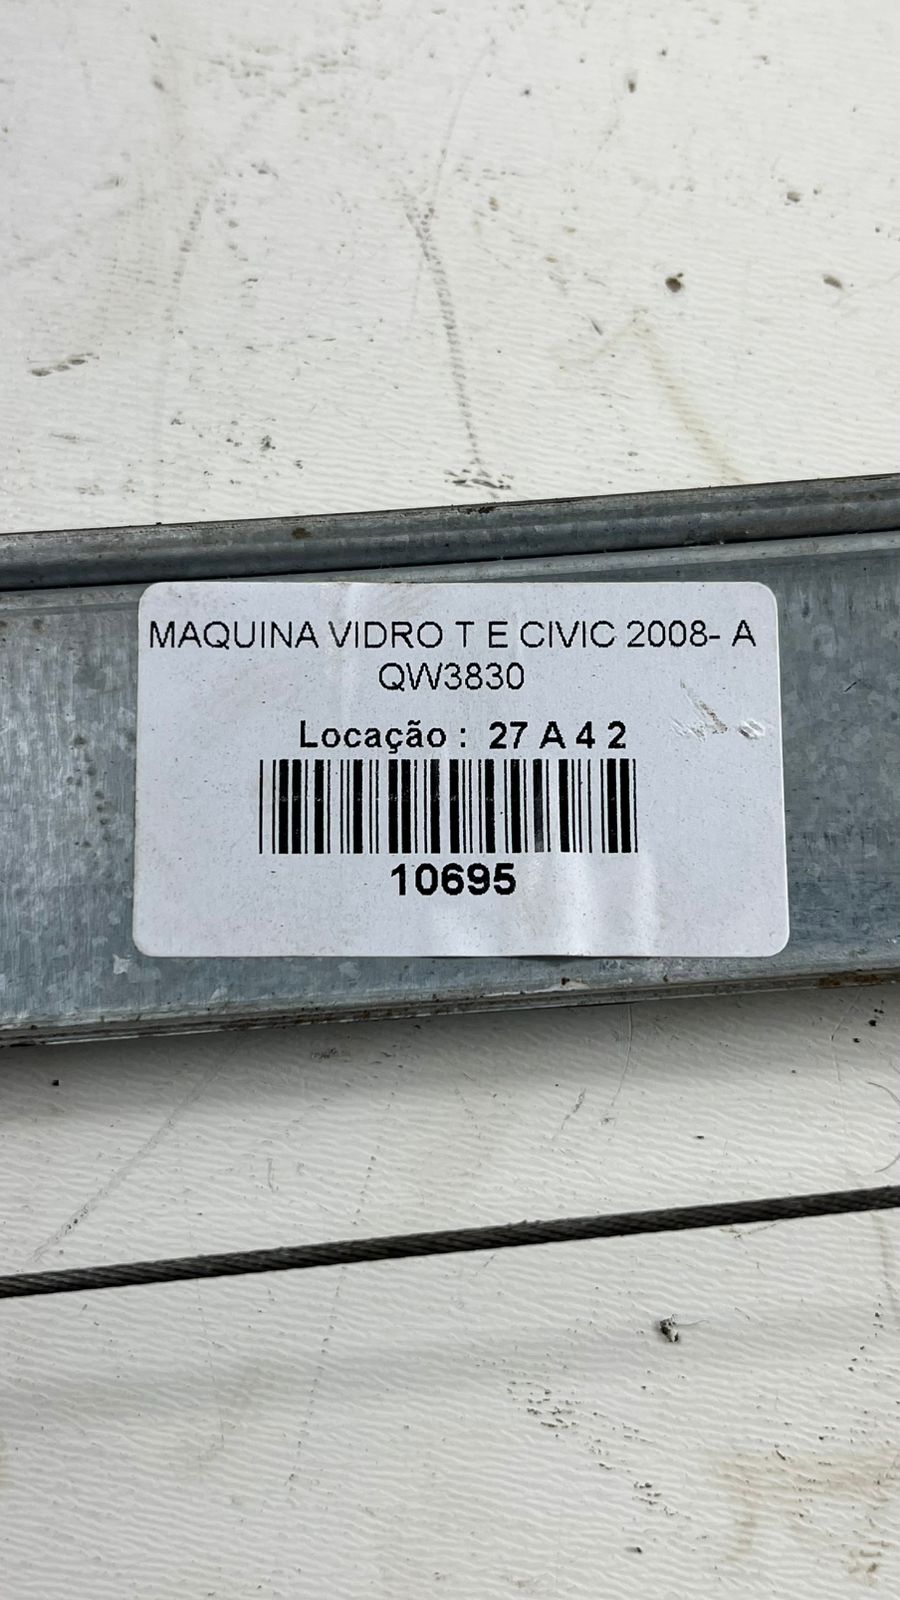 MAQUINA VIDRO T E CIVIC 2008- A
QW3830
Locação : 27 A 4 2
10695